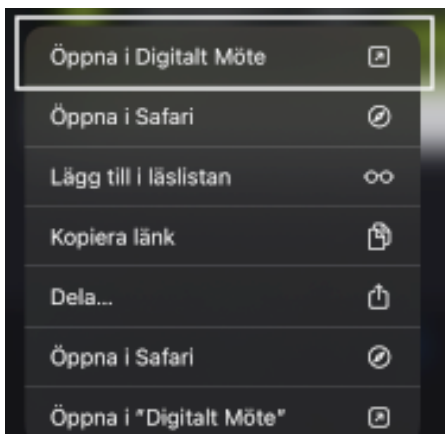 Öppna i Digitalt Möte
Öppna i Safari
Lägg till i läslistan
Kopiera länk
Dela...
Öppna i Safari
Öppna i "Digitalt Möte"